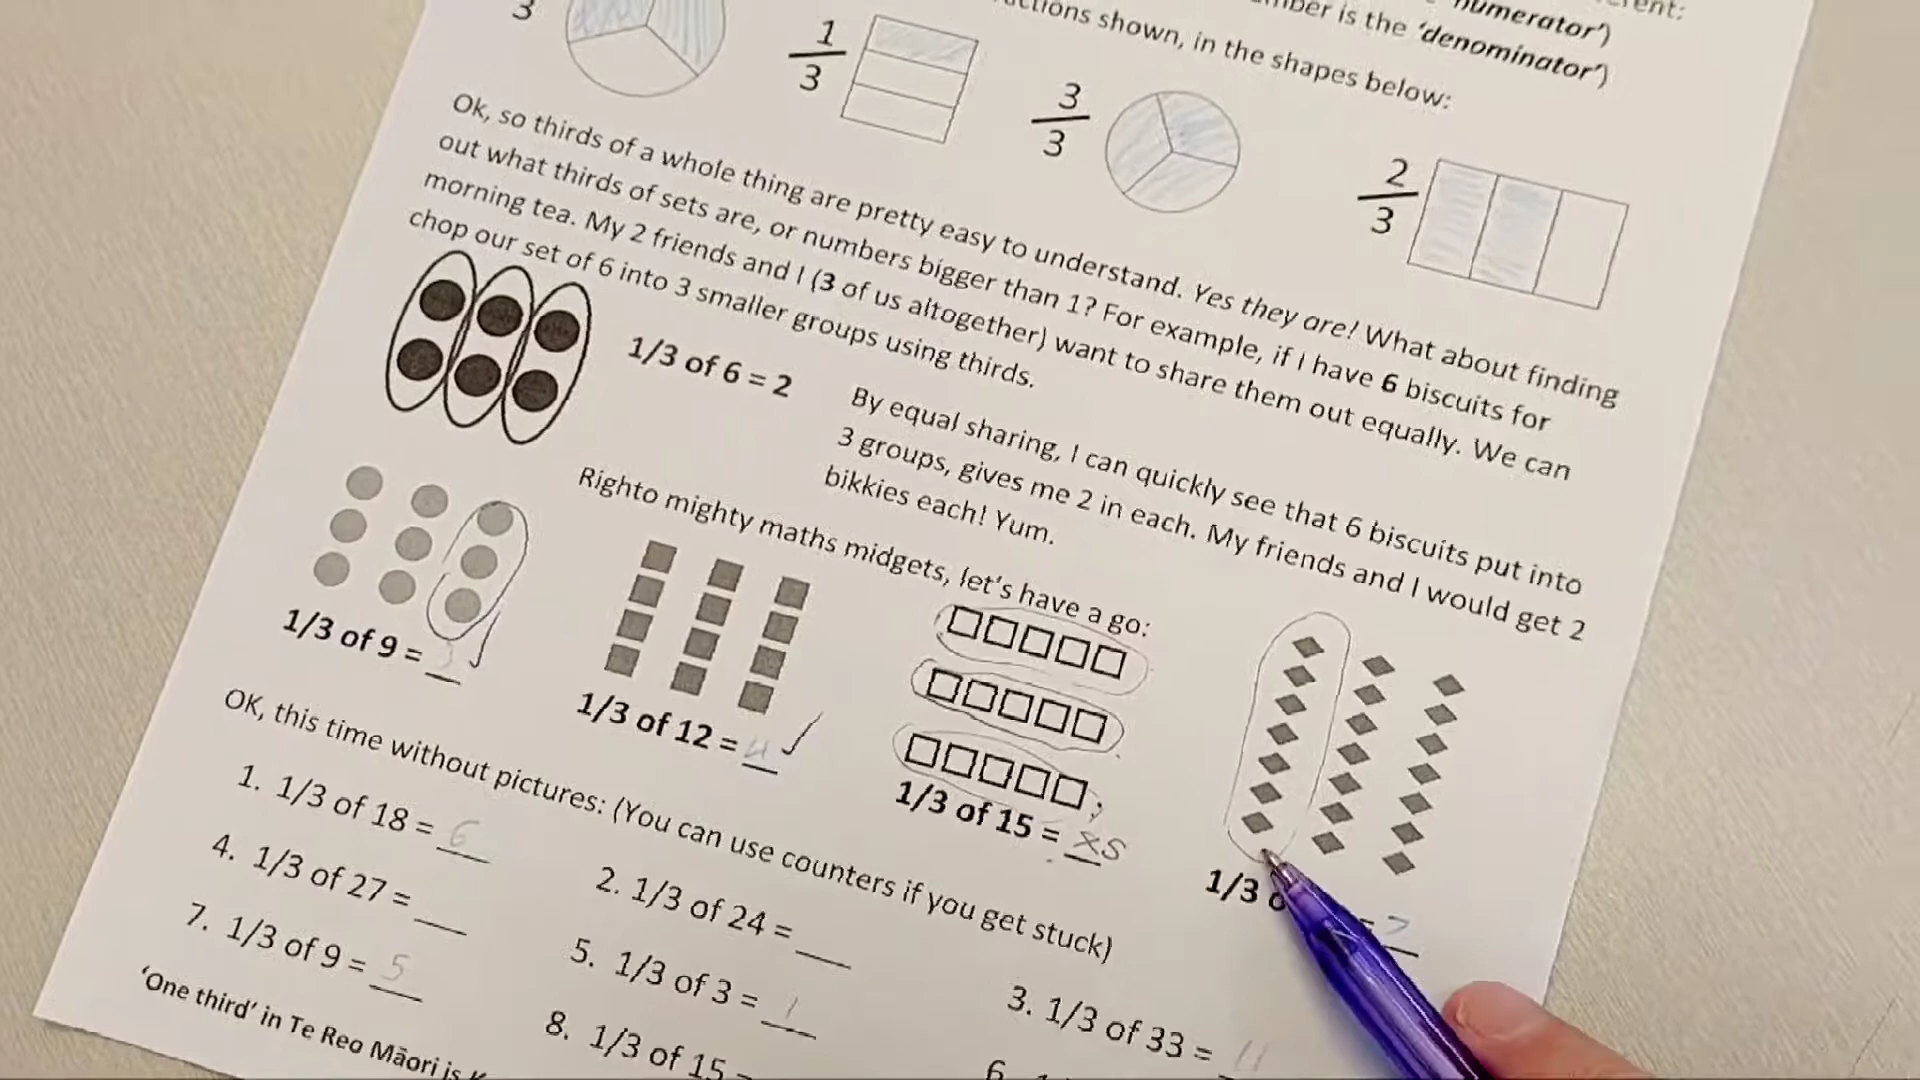 numerator')
is the 'denominator')
shown, in the shapes below:
3
1
3
3
3
2
3
Ok, so thirds of a whole thing are pretty easy to understand. Yes they are! What about finding
out what thirds of sets are, or numbers bigger than 1? For example, if I have 6 biscuits for
morning tea. My 2 friends and I (3 of us altogether) want to share them out equally. We can
chop our set of 6 into 3 smaller groups using thirds.
1/3 of 6 = 2
By equal sharing, I can quickly see that 6 biscuits put into
3 groups, gives me 2 in each. My friends and I would get 2
bikkies each! Yum.
Righto mighty maths midgets, let's have a go:
1/3 of 9 = 3
1/3 of 12 = 4
1/3 of 15 = 5
1/3 = 7
OK, this time without pictures: (You can use counters if you get stuck)
1. 1/3 of 18 = 6
2. 1/3 of 24 =
3. 1/3 of 33 = 11
4. 1/3 of 27 =
5. 1/3 of 3 = 1
6.
7. 1/3 of 9 = 5
8. 1/3 of 15
'One third' in Te Reo Māori is